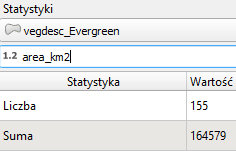 Statystyki
vegdesc_Evergreen
1.2 area_km2
Statystyka Wartość
Liczba 155
Suma 164579